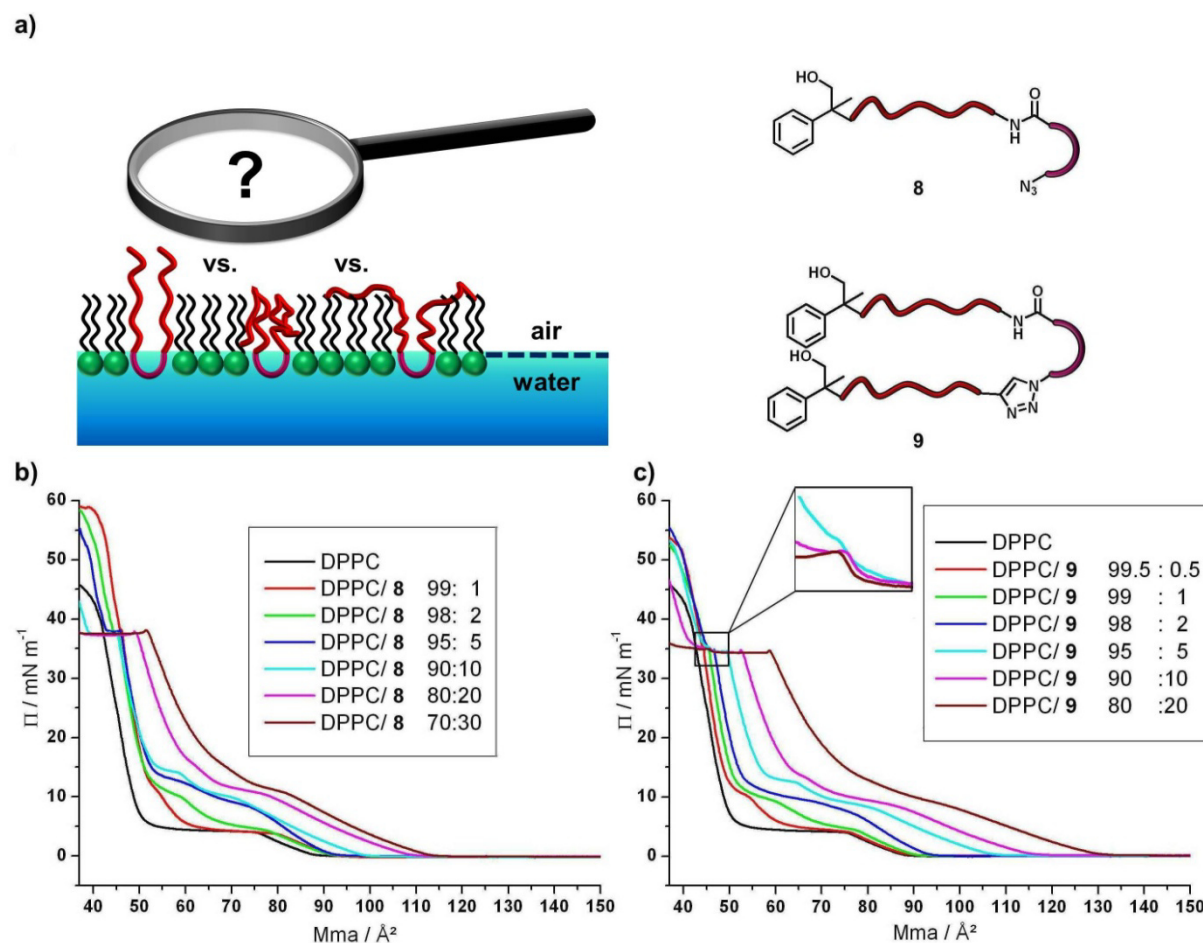 a)
?
vs.
vs.
air
water
HO
O
N
H
N₃
8
HO
O
N
H
HO
N
N
N
9
b)
60
50
40
30
20
10
0
Π / mN m⁻¹
DPPC
DPPC/ 8 99: 1
DPPC/ 8 98: 2
DPPC/ 8 95: 5
DPPC/ 8 90:10
DPPC/ 8 80:20
DPPC/ 8 70:30
40 50 60 70 80 90 100 110 120 130 140 150
Mma / Å²
c)
60
50
40
30
20
10
0
Π / mN m⁻¹
DPPC
DPPC/ 9 99.5 : 0.5
DPPC/ 9 99 : 1
DPPC/ 9 98 : 2
DPPC/ 9 95 : 5
DPPC/ 9 90 :10
DPPC/ 9 80 :20
40 50 60 70 80 90 100 110 120 130 140 150
Mma / Å²